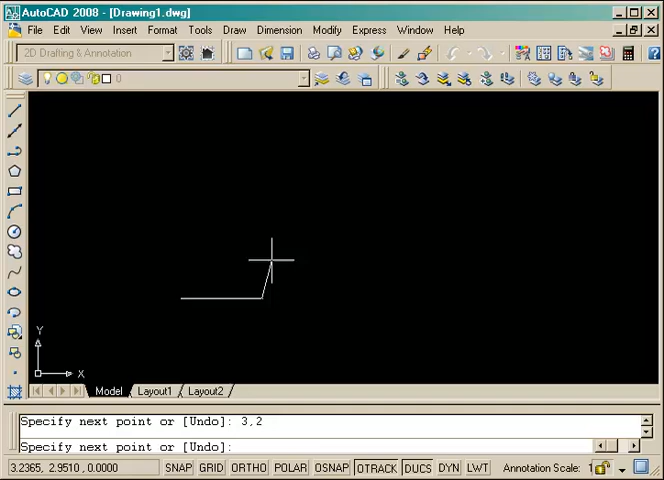 AutoCAD 2008 - [Drawing1.dwg]
File Edit View Insert Format Tools Draw Dimension Modify Express Window Help
2D Drafting & Annotation
0
Y
X
Model Layout1 Layout2
Specify next point or [Undo]: 3,2
Specify next point or [Undo]:
3.2365, 2.9510, 0.0000 SNAP GRID ORTHO POLAR OSNAP OTRACK DUCS DYN LWT Annotation Scale: 1